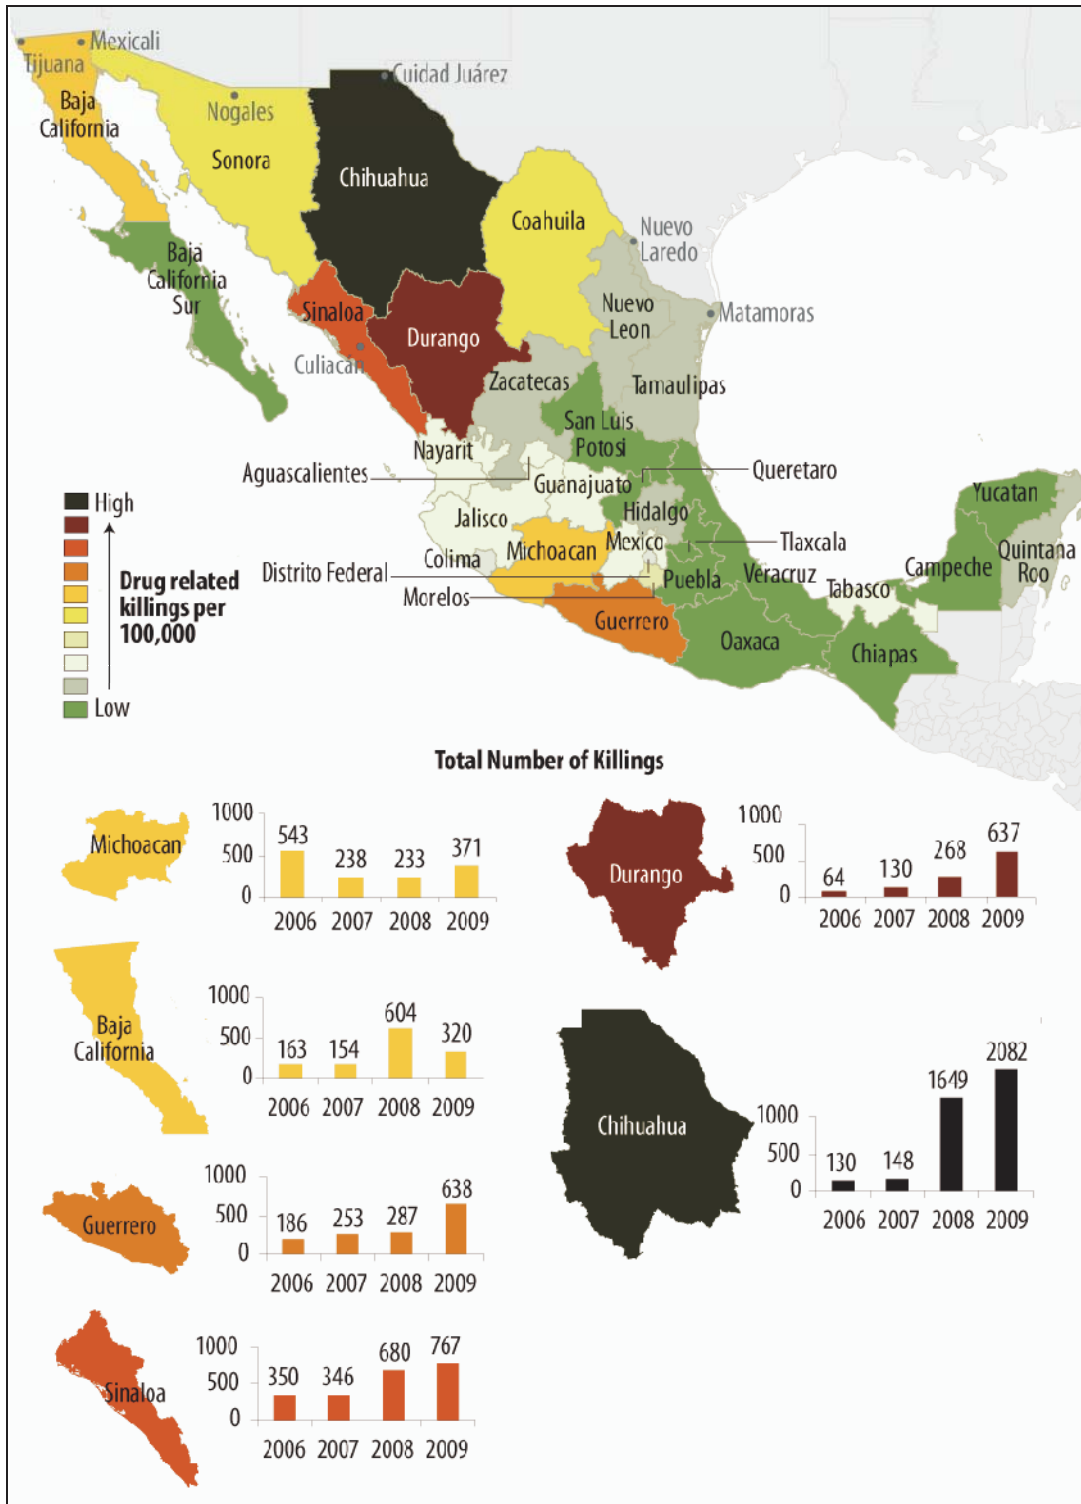 Mexicali
Tijuana
Baja
California
Nogales
Sonora
Cuidad Juárez
Chihuahua
Coahuila
Nuevo
Laredo
Baja
California
Sur
Sinaloa
Culiacán
Durango
Nuevo
Leon
Matamoras
Zacatecas
Tamaulipas
San Luis
Potosi
Nayarit
Aguascalientes
Guanajuato
Queretaro
Yucatan
Jalisco
Hidalgo
Colima
Michoacan
Mexico
Tlaxcala
Quintana
Roo
Campeche
Distrito Federal
Puebla
Veracruz
Tabasco
Morelos
Guerrero
Oaxaca
Chiapas
High
Drug related
killings per
100,000
Low
Total Number of Killings
Michoacan
1000
500
0
543
238
233
371
2006
2007
2008
2009
Durango
1000
500
0
64
130
268
637
2006
2007
2008
2009
Baja
California
1000
500
0
163
154
604
320
2006
2007
2008
2009
Chihuahua
1000
500
0
130
148
1649
2082
2006
2007
2008
2009
Guerrero
1000
500
0
186
253
287
638
2006
2007
2008
2009
Sinaloa
1000
500
0
350
346
680
767
2006
2007
2008
2009